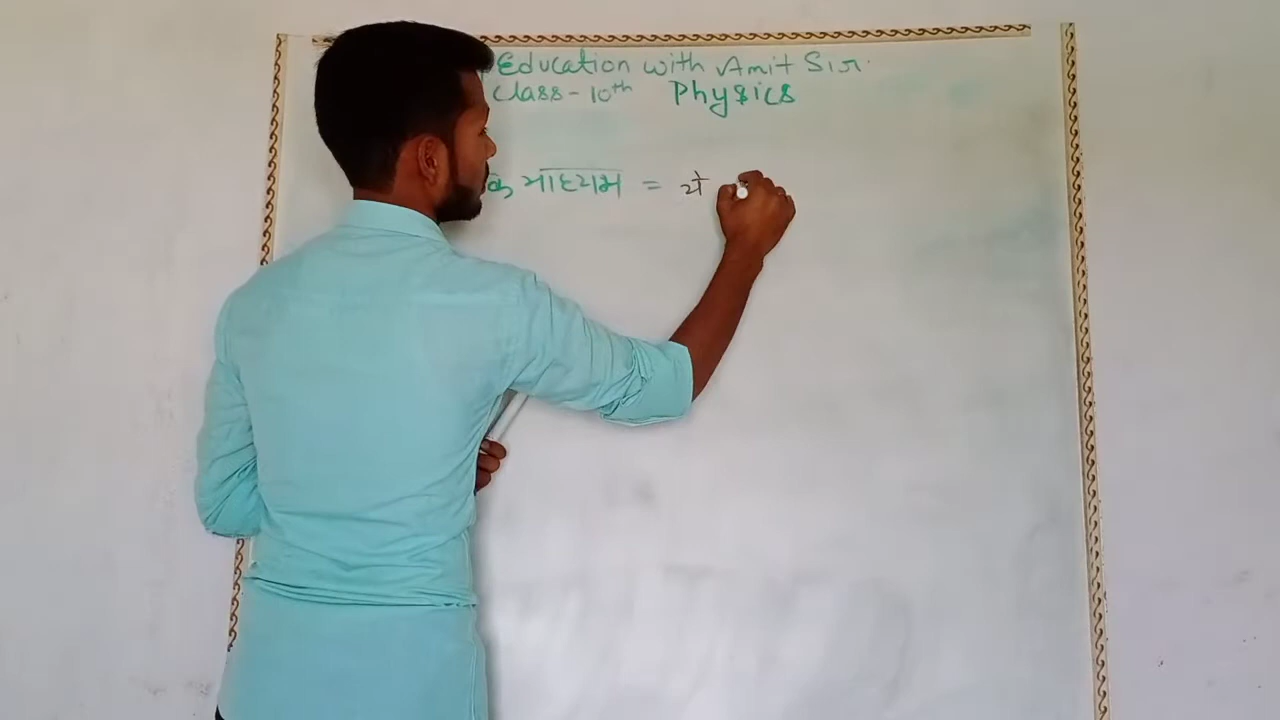 Education with Amit Sir.
Class-10th Physics
क माध्यम = ये